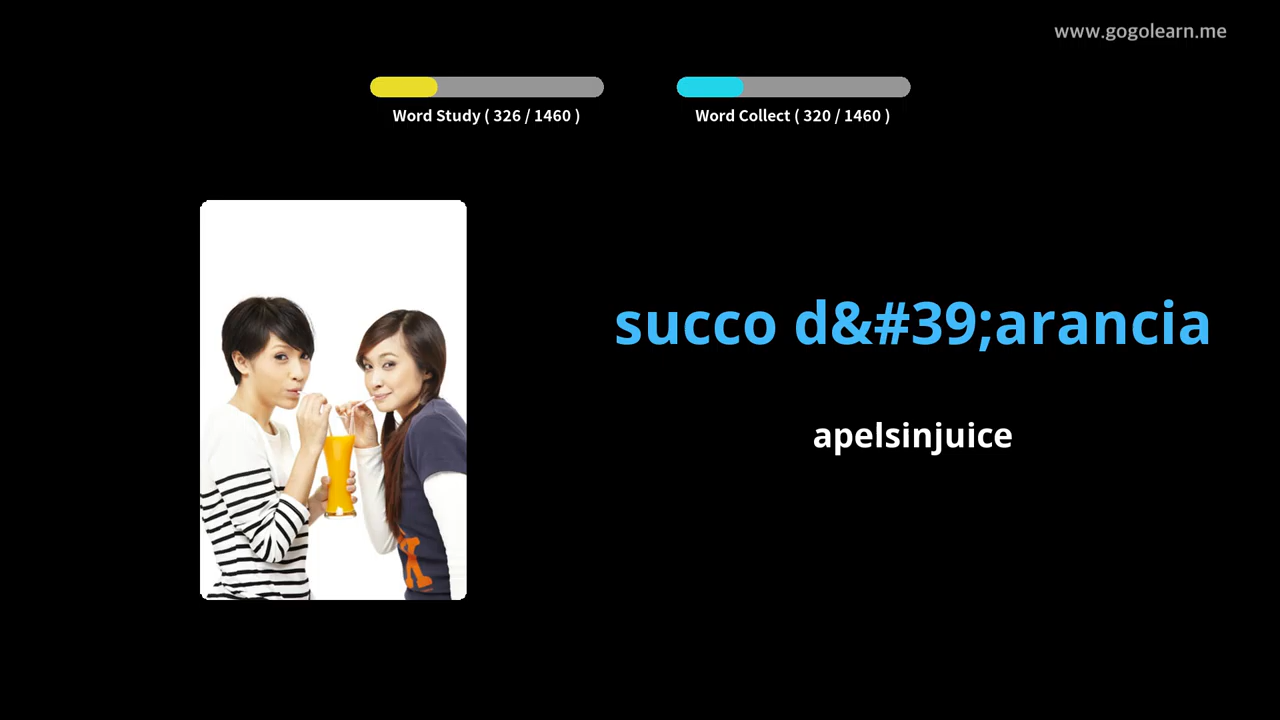 www.gogolearn.me
Word Study ( 326 / 1460 )
Word Collect ( 320 / 1460 )
succo d&#39;arancia
apelsinjuice